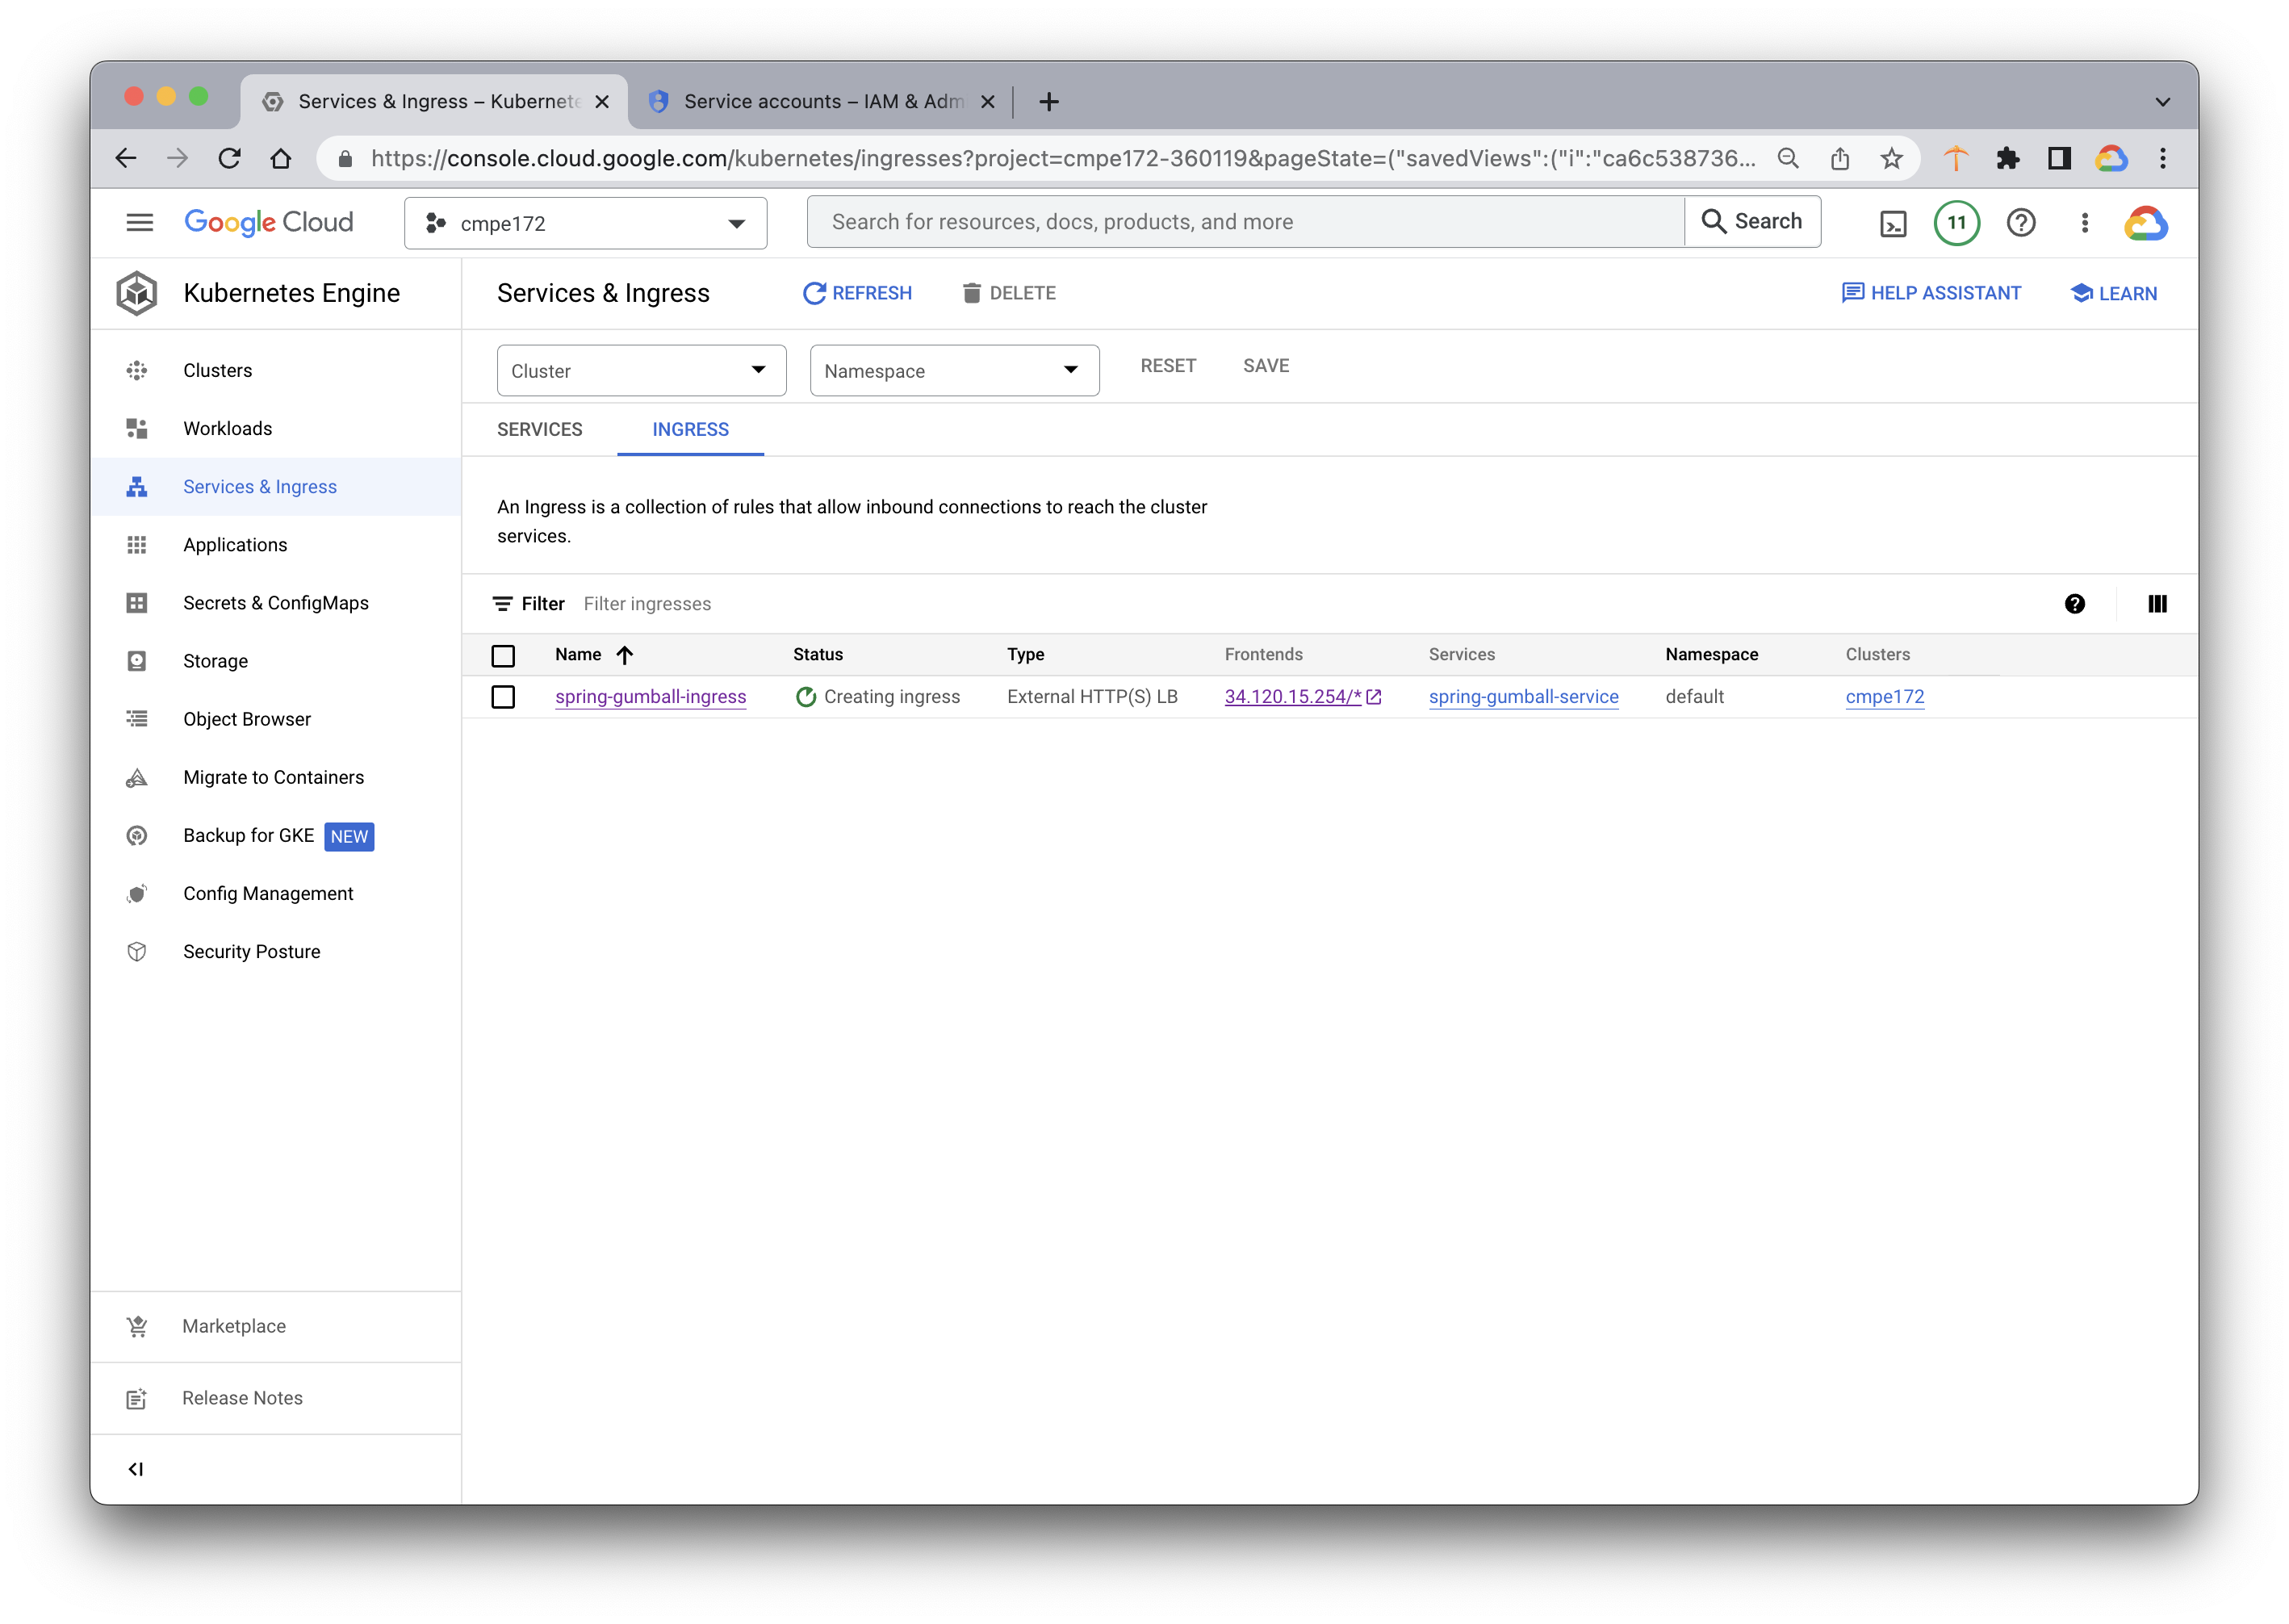 Services & Ingress – Kubernete
Service accounts – IAM & Adm
https://console.cloud.google.com/kubernetes/ingresses?project=cmpe172-360119&pageState=("savedViews":("i":"ca6c538736...
Google Cloud
cmpe172
Search for resources, docs, products, and more
Search
11
Kubernetes Engine
Services & Ingress
REFRESH
DELETE
HELP ASSISTANT
LEARN
Clusters
Workloads
Services & Ingress
Applications
Secrets & ConfigMaps
Storage
Object Browser
Migrate to Containers
Backup for GKE NEW
Config Management
Security Posture
Marketplace
Release Notes
Cluster
Namespace
RESET
SAVE
SERVICES
INGRESS
An Ingress is a collection of rules that allow inbound connections to reach the cluster
services.
Filter Filter ingresses
Name Status Type Frontends Services Namespace Clusters
spring-gumball-ingress Creating ingress External HTTP(S) LB 34.120.15.254/* spring-gumball-service default cmpe172